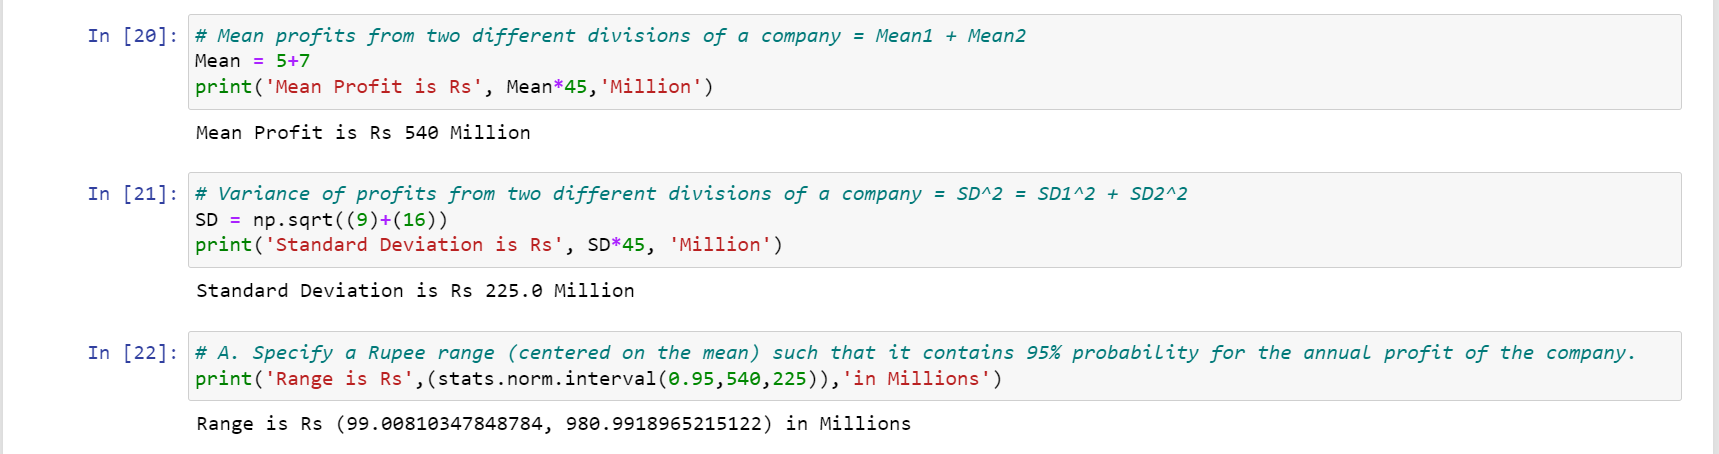 In [20]: # Mean profits from two different divisions of a company = Mean1 + Mean2
Mean = 5+7
print('Mean Profit is Rs', Mean*45,'Million')
Mean Profit is Rs 540 Million
In [21]: # Variance of profits from two different divisions of a company = SD^2 = SD1^2 + SD2^2
SD = np.sqrt((9)+(16))
print('Standard Deviation is Rs', SD*45, 'Million')
Standard Deviation is Rs 225.0 Million
In [22]: # A. Specify a Rupee range (centered on the mean) such that it contains 95% probability for the annual profit of the company.
print('Range is Rs',(stats.norm.interval(0.95,540,225)),'in Millions')
Range is Rs (99.00810347848784, 980.9918965215122) in Millions